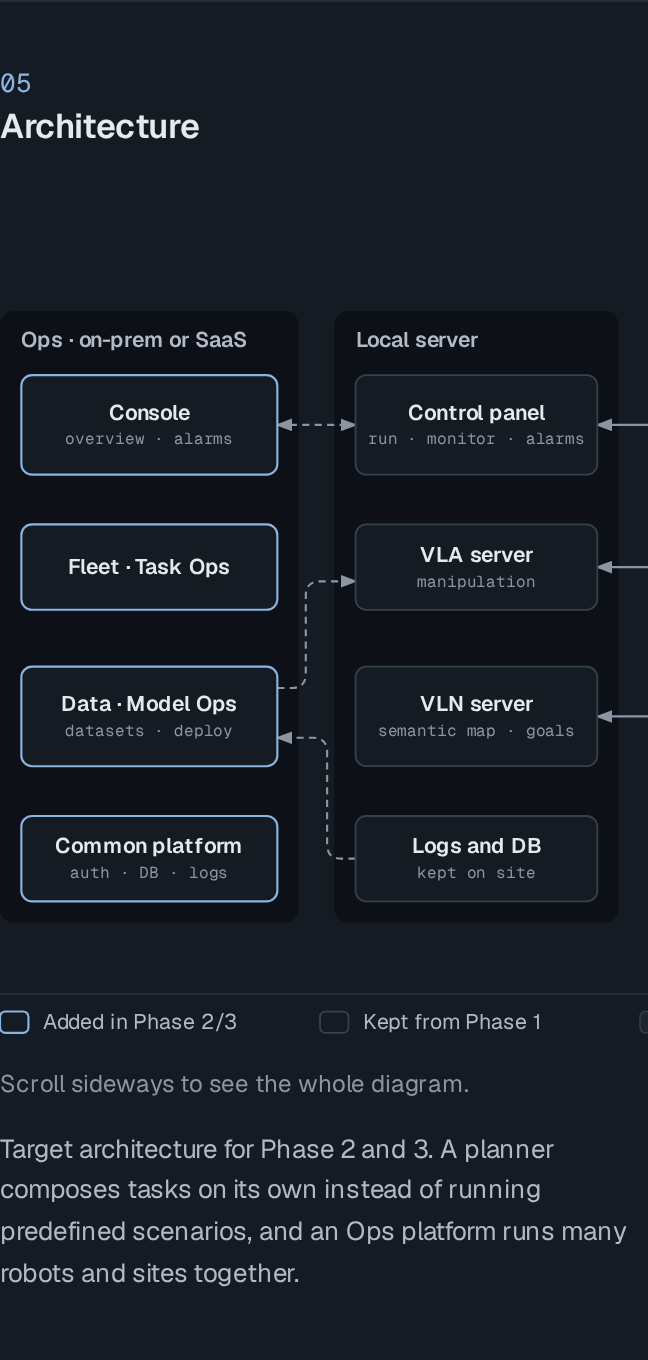 05
Architecture
Ops · on-prem or SaaS
Console
overview · alarms
Fleet · Task Ops
Data · Model Ops
datasets · deploy
Common platform
auth · DB · logs
Local server
Control panel
run · monitor · alarms
VLA server
manipulation
VLN server
semantic map · goals
Logs and DB
kept on site
Added in Phase 2/3
Kept from Phase 1
Scroll sideways to see the whole diagram.
Target architecture for Phase 2 and 3. A planner
composes tasks on its own instead of running
predefined scenarios, and an Ops platform runs many
robots and sites together.